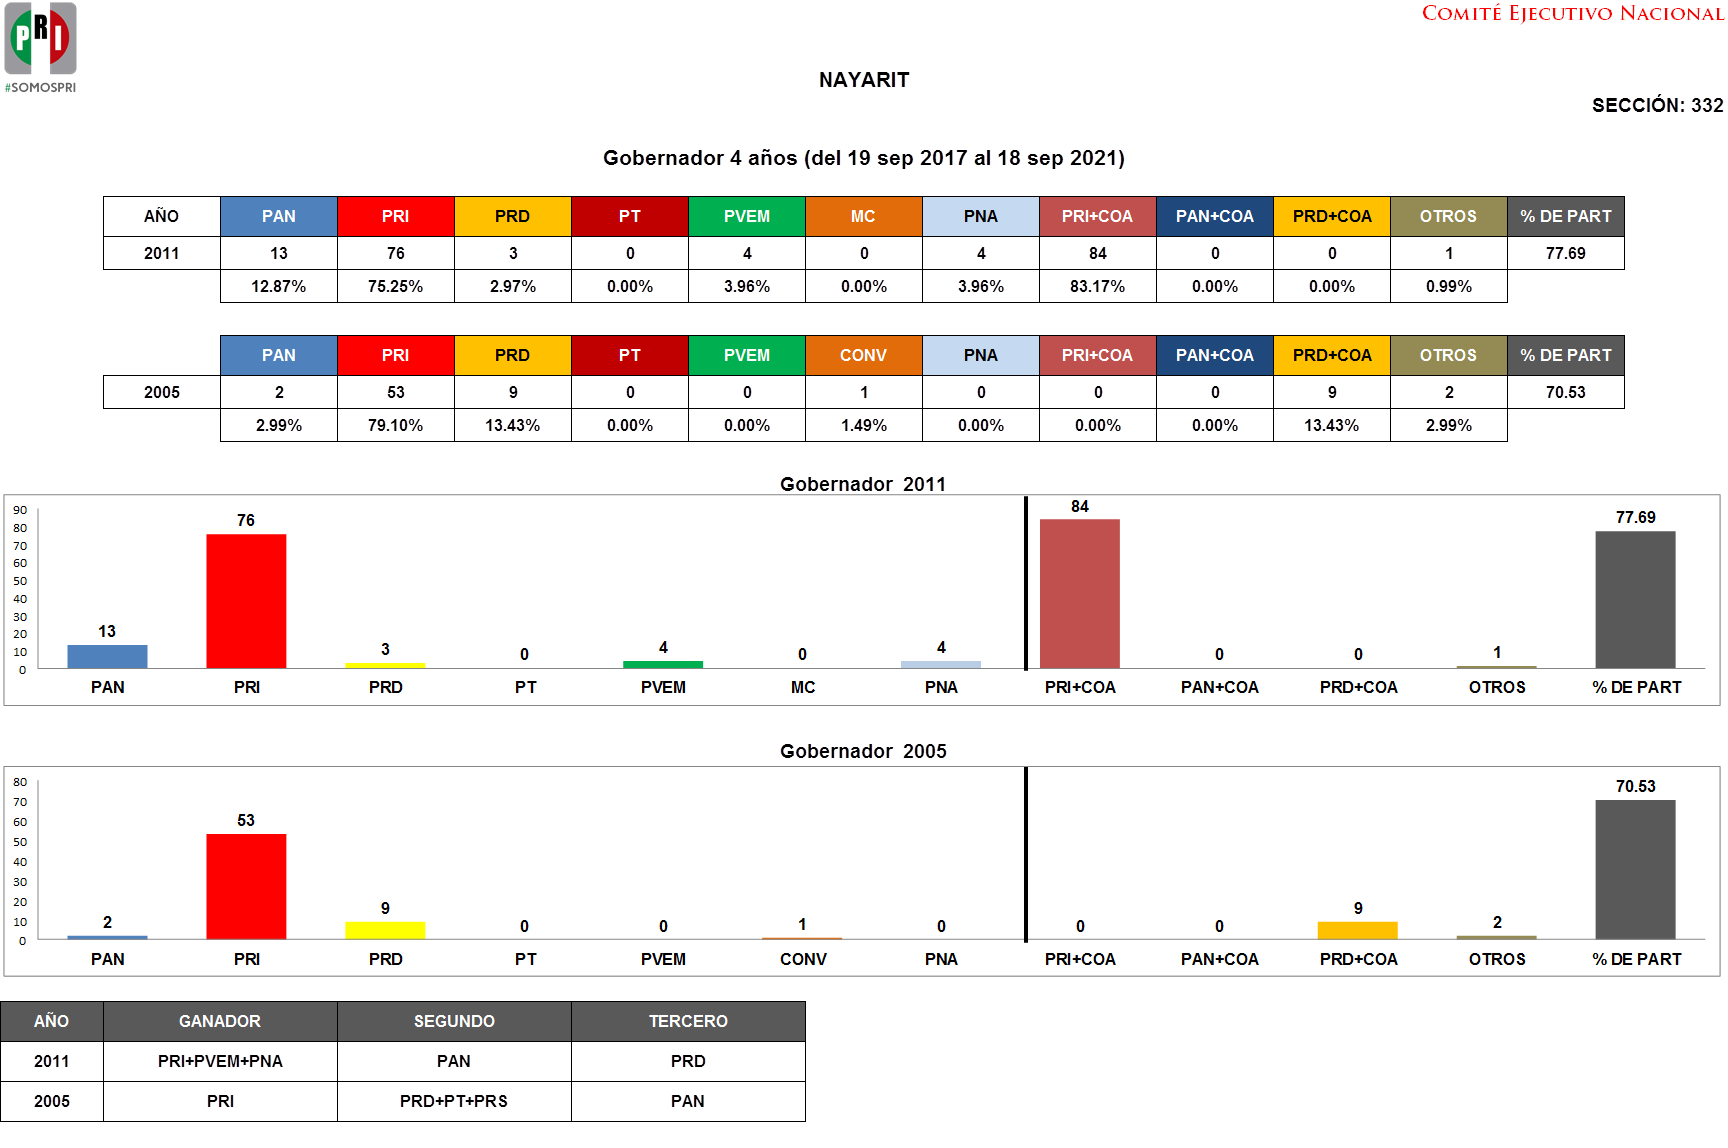 PRI
#SOMOSPRI
COMITÉ EJECUTIVO NACIONAL
NAYARIT
SECCIÓN: 332
Gobernador 4 años (del 19 sep 2017 al 18 sep 2021)
AÑO PAN PRI PRD PT PVEM MC PNA PRI+COA PAN+COA PRD+COA OTROS % DE PART
2011 13 76 3 0 4 0 4 84 0 0 1 77.69
12.87% 75.25% 2.97% 0.00% 3.96% 0.00% 3.96% 83.17% 0.00% 0.00% 0.99%
PAN PRI PRD PT PVEM CONV PNA PRI+COA PAN+COA PRD+COA OTROS % DE PART
2005 2 53 9 0 0 1 0 0 0 9 2 70.53
2.99% 79.10% 13.43% 0.00% 0.00% 1.49% 0.00% 0.00% 0.00% 13.43% 2.99%
Gobernador 2011
90
80
70
60
50
40
30
20
10
0
13 76 3 0 4 0 4 84 0 0 1 77.69
PAN PRI PRD PT PVEM MC PNA PRI+COA PAN+COA PRD+COA OTROS % DE PART
Gobernador 2005
80
70
60
50
40
30
20
10
0
2 53 9 0 0 1 0 0 0 9 2 70.53
PAN PRI PRD PT PVEM CONV PNA PRI+COA PAN+COA PRD+COA OTROS % DE PART
AÑO GANADOR SEGUNDO TERCERO
2011 PRI+PVEM+PNA PAN PRD
2005 PRI PRD+PT+PRS PAN